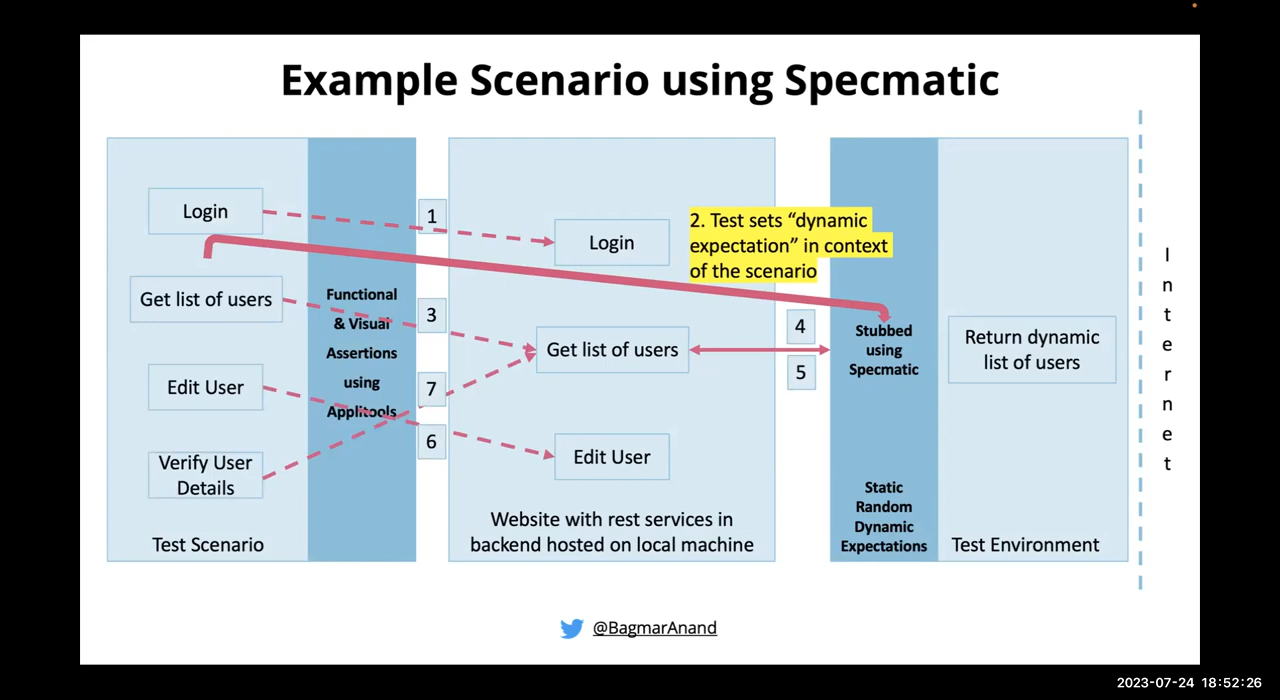 Example Scenario using Specmatic
Login
Get list of users
Edit User
Verify User
Details
Test Scenario
Functional
& Visual
Assertions
using
Applitools
1
3
7
6
Login
Get list of users
Edit User
Website with rest services in
backend hosted on local machine
2. Test sets “dynamic
expectation” in context
of the scenario
4
5
Stubbed
using
Specmatic
Static
Random
Dynamic
Expectations
Return dynamic
list of users
Test Environment
I
n
t
e
r
n
e
t
@BagmarAnand
2023-07-24 18:52:26